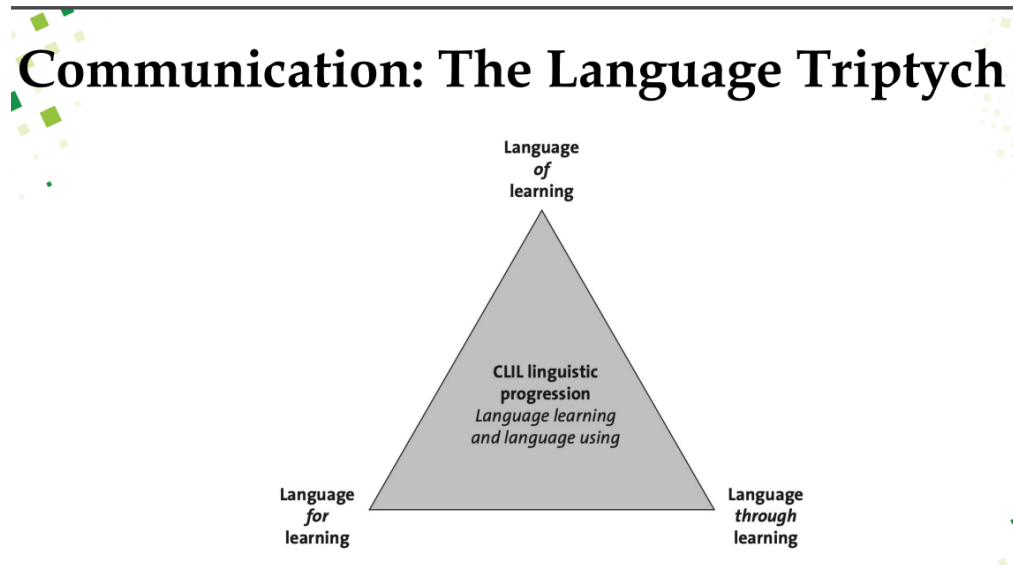 Communication: The Language Triptych
Language
of
learning
CLIL linguistic
progression
Language learning
and language using
Language
for
learning
Language
through
learning